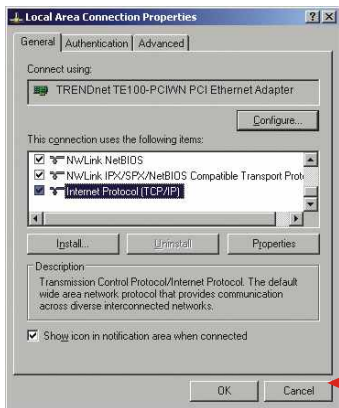 Local Area Connection Properties
General Authentication Advanced
Connect using:
TRENDnet TE100-PCIWN PCI Ethernet Adapter
Configure...
This connection uses the following items:
NWLink NetBIOS
NWLink IPX/SPX/NetBIOS Compatible Transport Prot
Internet Protocol (TCP/IP)
Install... Uninstall Properties
Description
Transmission Control Protocol/Internet Protocol. The default
wide area network protocol that provides communication
across diverse interconnected networks.
Show icon in notification area when connected
OK Cancel